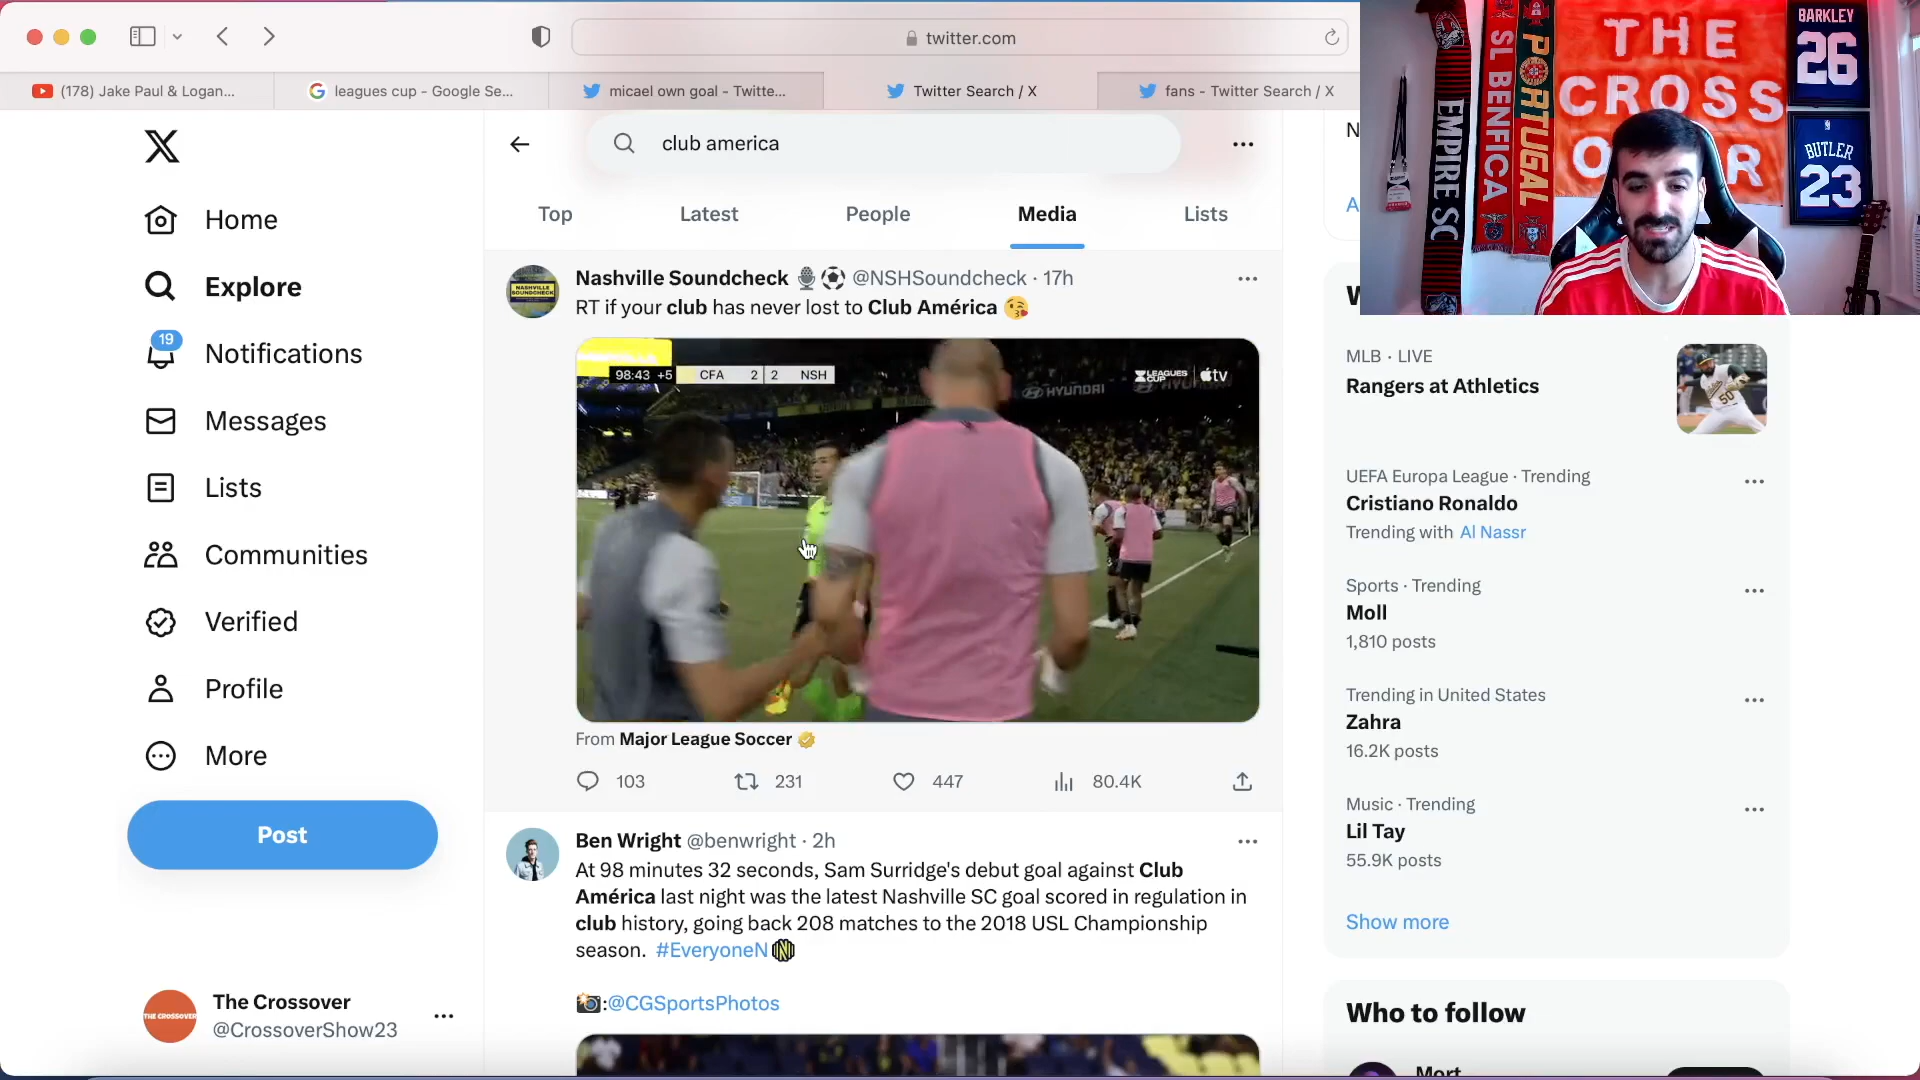 twitter.com
(178) Jake Paul & Logan...
leagues cup - Google Se...
micael own goal - Twitte...
Twitter Search / X
fans - Twitter Search / X
club america
Top
Latest
People
Media
Lists
Home
Explore
19
Notifications
Messages
Lists
Communities
Verified
Profile
More
Post
The Crossover
@CrossoverShow23
THE CROSSOVER
NASHVILLE SOUNDCHECK
Nashville Soundcheck 🎙️⚽ @NSHSoundcheck · 17h
RT if your club has never lost to Club América 😘
98:43 +5 CFA 2 2 NSH
LEAGUES CUP
tv
HYUNDAI
From Major League Soccer
103
231
447
80.4K
Ben Wright @benwright · 2h
At 98 minutes 32 seconds, Sam Surridge's debut goal against Club
América last night was the latest Nashville SC goal scored in regulation in
club history, going back 208 matches to the 2018 USL Championship
season. #EveryoneN
📸:@CGSportsPhotos
MLB · LIVE
Rangers at Athletics
UEFA Europa League · Trending
Cristiano Ronaldo
Trending with Al Nassr
Sports · Trending
Moll
1,810 posts
Trending in United States
Zahra
16.2K posts
Music · Trending
Lil Tay
55.9K posts
Show more
Who to follow
EMPIRE SC
SL BENFICA
PORTUGAL
THE
CROSS
BARKLEY
26
BUTLER
23